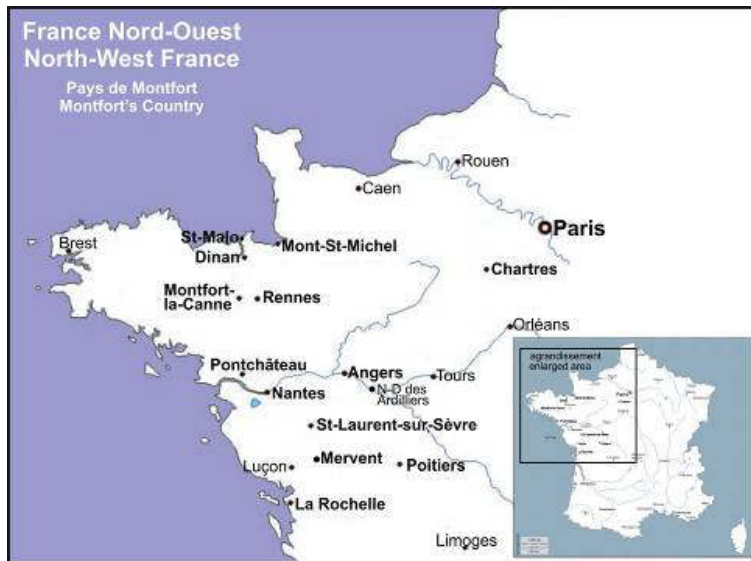 France Nord-Ouest
North-West France
Pays de Montfort
Montfort's Country
Rouen
Caen
Paris
St-Malo
Mont-St-Michel
Brest
Dinan
Chartres
Montfort-
la-Canne
Rennes
Orléans
agrandissement
enlarged area
Pontchâteau
Angers
Tours
N-D des
Ardilliers
Nantes
St-Laurent-sur-Sèvre
Mervent
Luçon
Poitiers
La Rochelle
Limoges